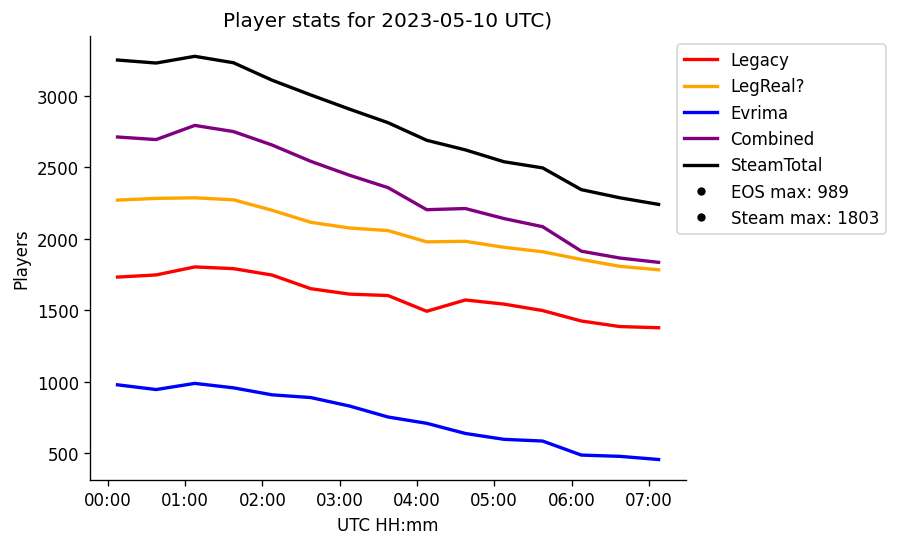 Player stats for 2023-05-10 UTC)
Legacy
LegReal?
Evrima
Combined
SteamTotal
EOS max: 989
Steam max: 1803
Players
3000
2500
2000
1500
1000
500
00:00 01:00 02:00 03:00 04:00 05:00 06:00 07:00
UTC HH:mm